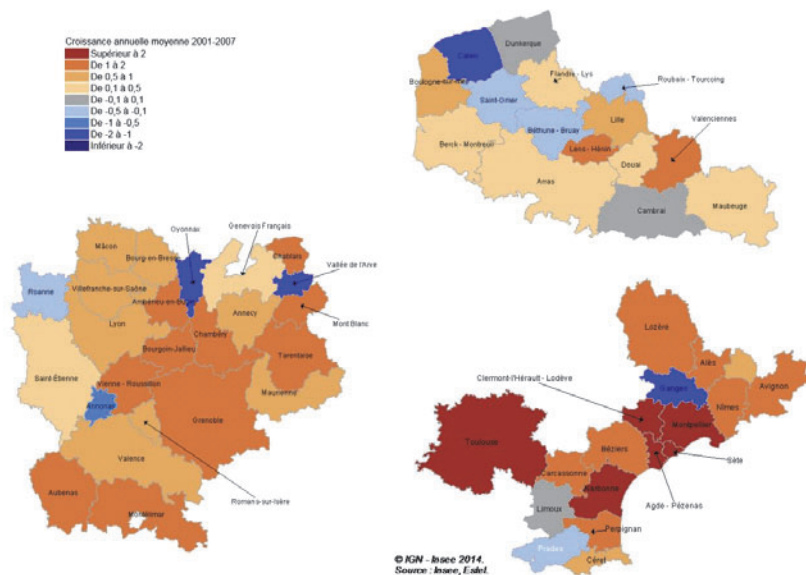 Croissance annuelle moyenne 2001-2007
Supérieur à 2
De 1 à 2
De 0,5 à 1
De 0,1 à 0,5
De -0,1 à 0,1
De -0,5 à -0,1
De -1 à -0,5
De -2 à -1
Inférieur à -2
Dunkerque
Calais
Flandre - Lys
Roubaix - Tourcoing
Boulogne-sur-Mer
Saint-Omer
Lille
Béthune - Bruay
Valenciennes
Lens - Hénin
Douai
Berck - Montreuil
Arras
Cambrai
Maubeuge
Oyonnax
Genevois Français
Mâcon
Bourg-en-Bresse
Chablais
Vallée de l'Arve
Roanne
Villefranche-sur-Saône
Ambérieu-en-Bugey
Annecy
Mont Blanc
Lyon
Chambéry
Bourgoin-Jallieu
Tarentaise
Saint-Étienne
Vienne - Roussillon
Maurienne
Annonay
Grenoble
Valence
Romans-sur-Isère
Aubenas
Montélimar
Lozère
Alès
Clermont-l'Hérault - Lodève
Ganges
Avignon
Nîmes
Montpellier
Toulouse
Béziers
Sète
Carcassonne
Narbonne
Agde - Pézenas
Limoux
Perpignan
Prades
Céret
© IGN - Insee 2014.
Source : Insee, Estel.